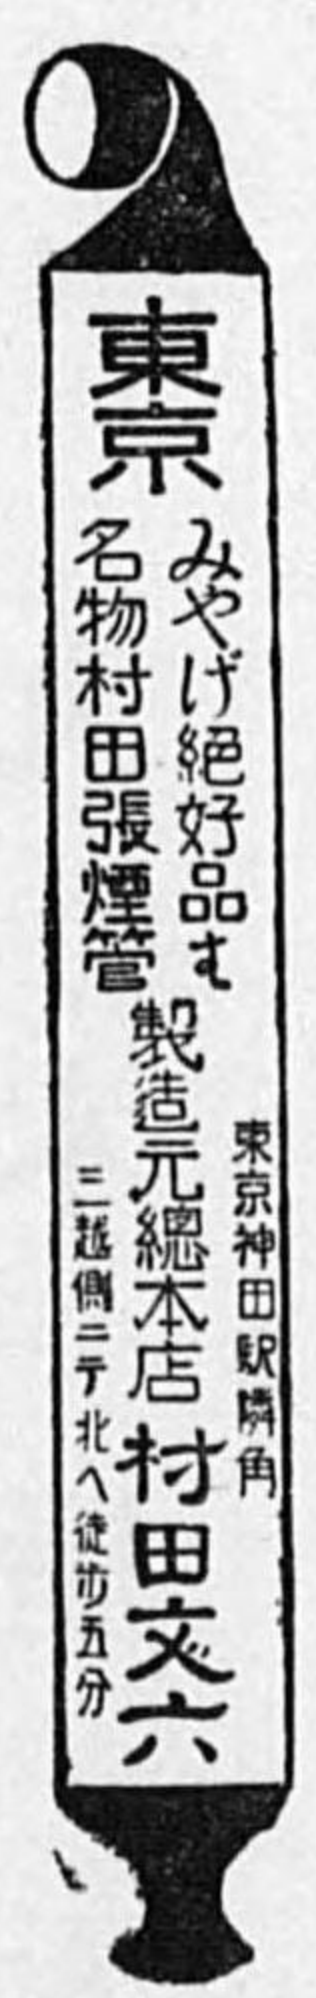 東京
みやげ絶好品
名物村田張煙管
東京神田駅隣角
製造元總本店 村田文六
三越側ニテ北ヘ徒歩五分